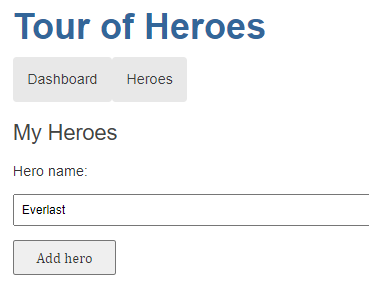 Tour of Heroes
Dashboard Heroes
My Heroes
Hero name:
Everlast
Add hero